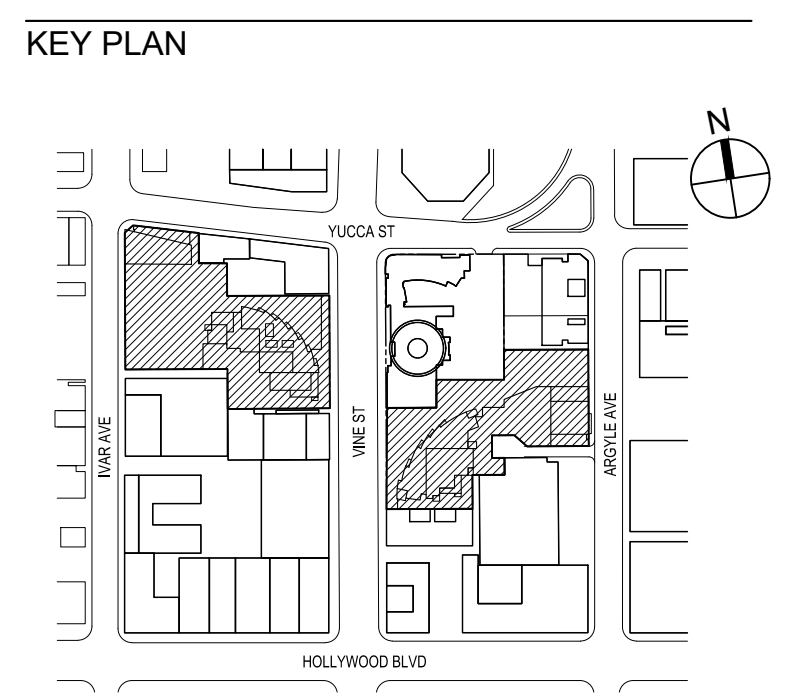 KEY PLAN
N
YUCCA ST
IVAR AVE
VINE ST
ARGYLE AVE
HOLLYWOOD BLVD